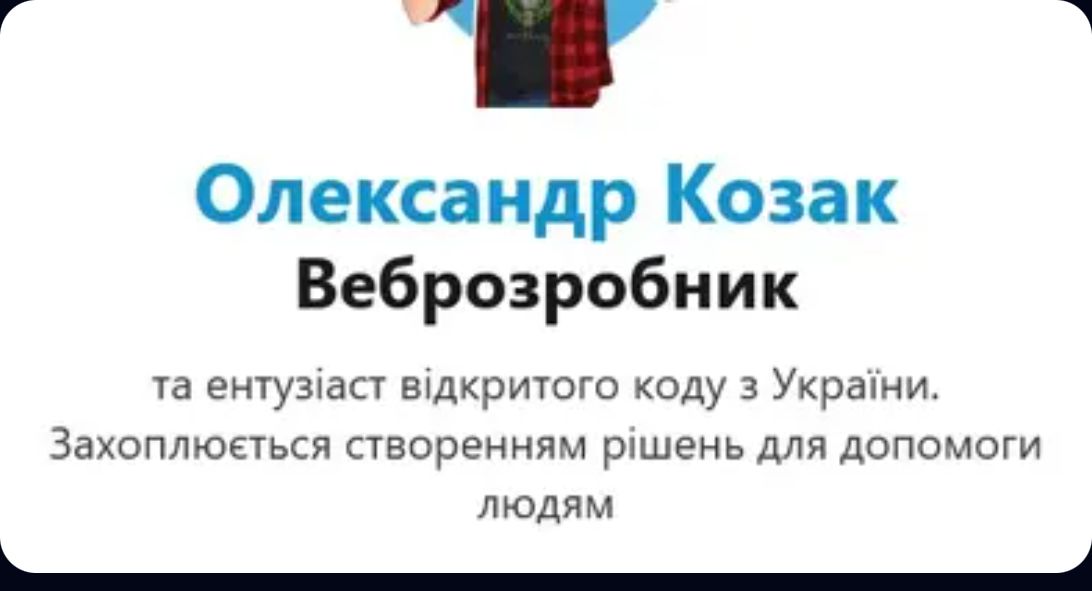 Олександр Козак
Веброзробник
та ентузіаст відкритого коду з України.
Захоплюється створенням рішень для допомоги
людям